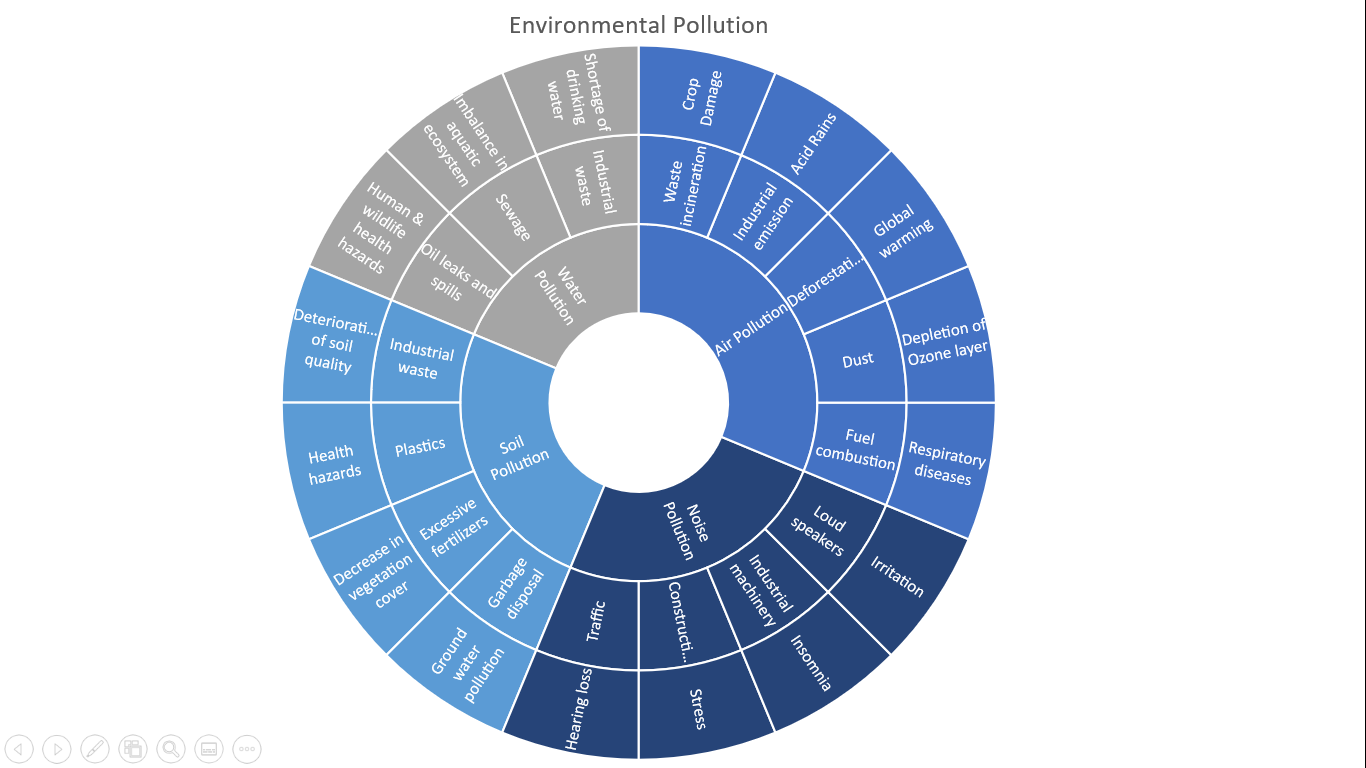 Environmental Pollution
Crop
Damage
Acid Rains
Global
warming
Depletion of
Ozone layer
Respiratory
diseases
Waste
incineration
Industrial
emission
Deforestati...
Dust
Fuel
combustion
Air Pollution
Irritation
Insomnia
Stress
Hearing loss
Loud
speakers
Industrial
machinery
Constructi...
Traffic
Noise
Pollution
Ground
water
pollution
Decrease in
vegetation
cover
Health
hazards
Deteriorati...
of soil
quality
Garbage
disposal
Excessive
fertilizers
Plastics
Industrial
waste
Soil
Pollution
Human &
wildlife
health
hazards
Imbalance in
aquatic
ecosystem
Shortage of
drinking
water
Oil leaks and
spills
Sewage
Industrial
waste
Water
Pollution